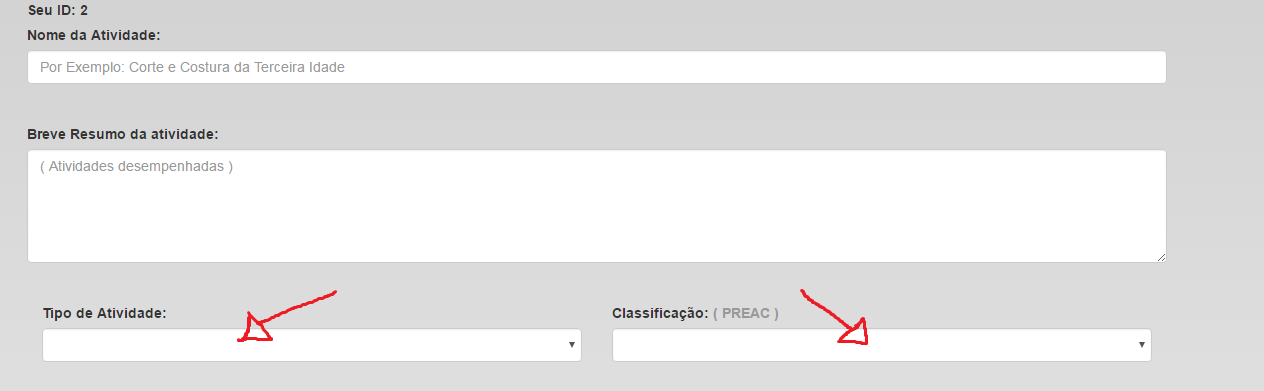 Seu ID: 2
Nome da Atividade:
Por Exemplo: Corte e Costura da Terceira Idade
Breve Resumo da atividade:
( Atividades desempenhadas )
Tipo de Atividade: Classificação: ( PREAC )